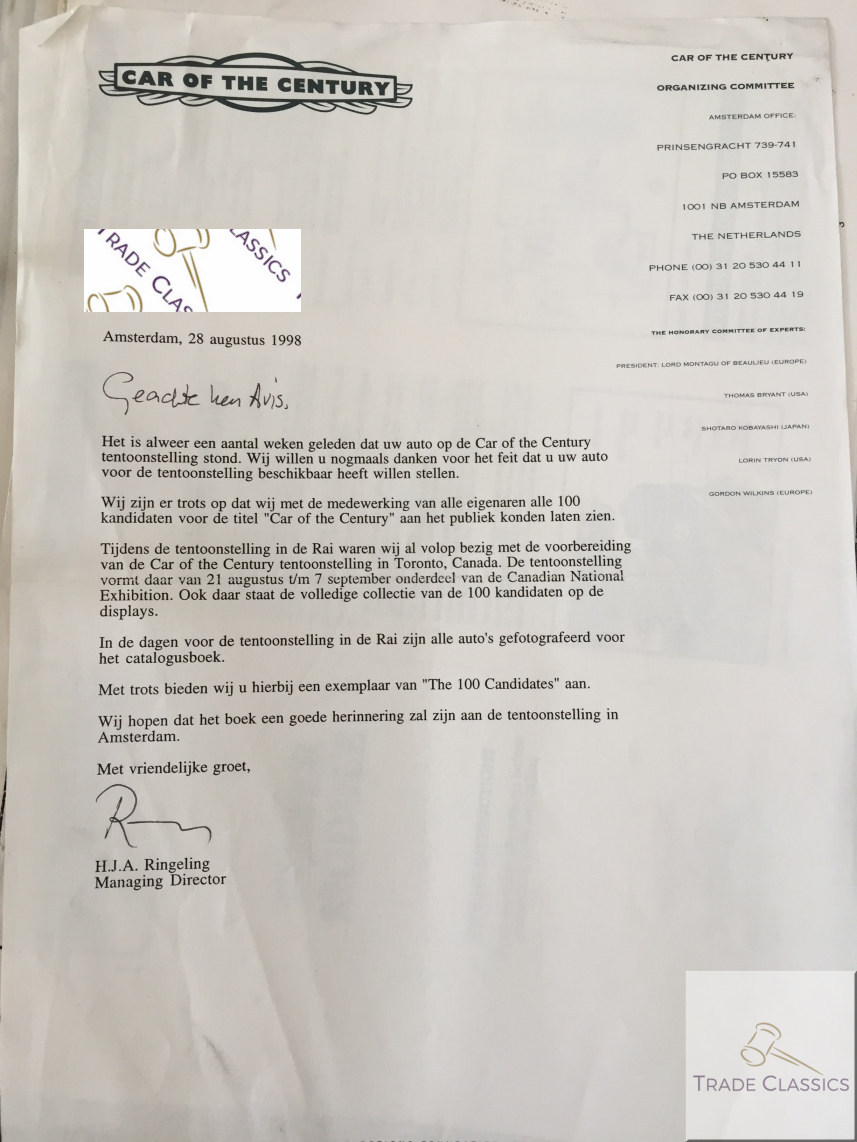 CAR OF THE CENTURY
CAR OF THE CENTURY
ORGANIZING COMMITTEE
AMSTERDAM OFFICE:
PRINSENGRACHT 739-741
PO BOX 15583
1001 NB AMSTERDAM
THE NETHERLANDS
PHONE (00) 31 20 530 44 11
FAX (00) 31 20 530 44 19
THE HONORARY COMMITTEE OF EXPERTS:
PRESIDENT: LORD MONTAGU OF BEAULIEU (EUROPE)
THOMAS BRYANT (USA)
SHOTARO KOBAYASHI (JAPAN)
LORIN TRYON (USA)
GORDON WILKINS (EUROPE)
TRADE CLAS
ASSICS
Amsterdam, 28 augustus 1998
Geachte heer Avis,
Het is alweer een aantal weken geleden dat uw auto op de Car of the Century
tentoonstelling stond. Wij willen u nogmaals danken voor het feit dat u uw auto
voor de tentoonstelling beschikbaar heeft willen stellen.
Wij zijn er trots op dat wij met de medewerking van alle eigenaren alle 100
kandidaten voor de titel "Car of the Century" aan het publiek konden laten zien.
Tijdens de tentoonstelling in de Rai waren wij al volop bezig met de voorbereiding
van de Car of the Century tentoonstelling in Toronto, Canada. De tentoonstelling
vormt daar van 21 augustus t/m 7 september onderdeel van de Canadian National
Exhibition. Ook daar staat de volledige collectie van de 100 kandidaten op de
displays.
In de dagen voor de tentoonstelling in de Rai zijn alle auto's gefotografeerd voor
het catalogusboek.
Met trots bieden wij u hierbij een exemplaar van "The 100 Candidates" aan.
Wij hopen dat het boek een goede herinnering zal zijn aan de tentoonstelling in
Amsterdam.
Met vriendelijke groet,
H.J.A. Ringeling
Managing Director
TRADE CLASSICS